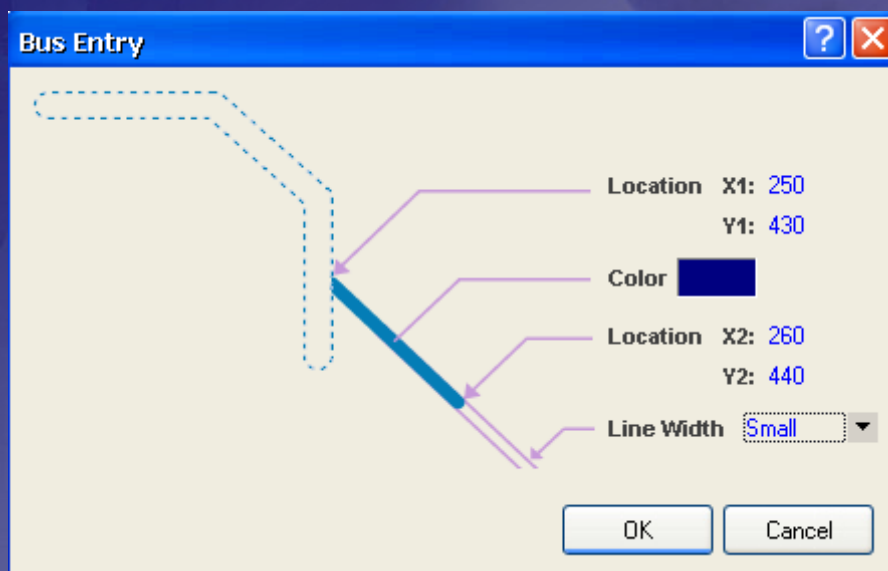 Bus Entry
?
Location X1: 250
Y1: 430
Color
Location X2: 260
Y2: 440
Line Width Small
OK Cancel